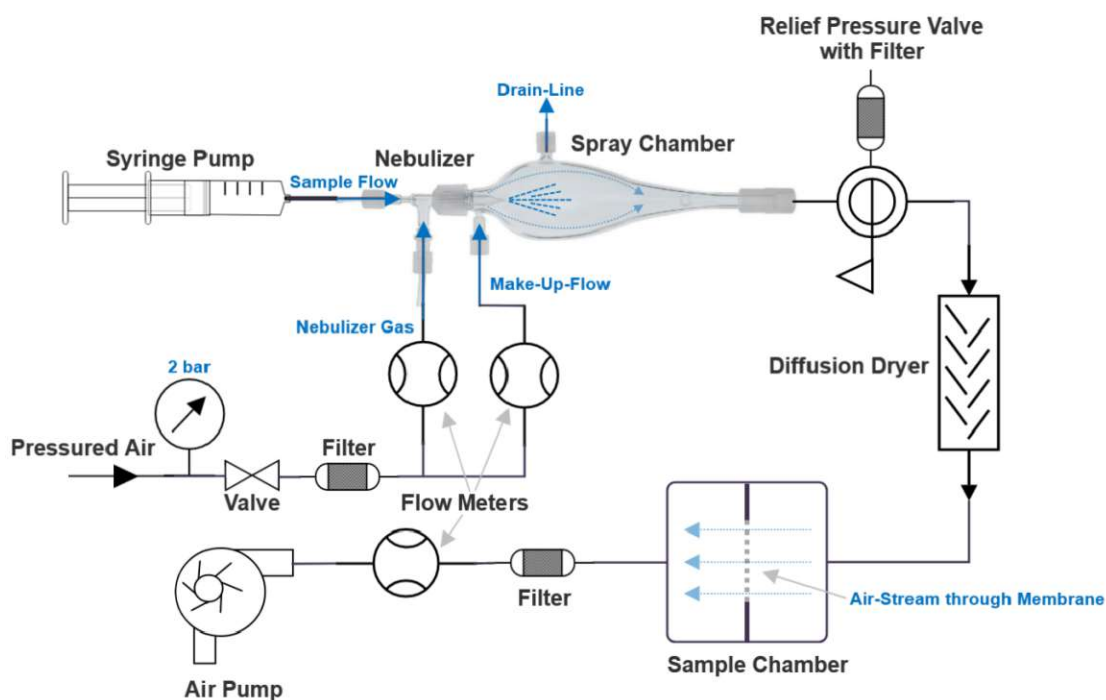 Relief Pressure Valve
with Filter
Drain-Line
Syringe Pump
Nebulizer
Spray Chamber
Sample Flow
Make-Up-Flow
Nebulizer Gas
Diffusion Dryer
2 bar
Pressured Air
Filter
Valve
Flow Meters
Filter
Air-Stream through Membrane
Sample Chamber
Air Pump